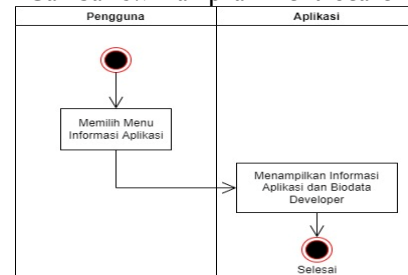 Pengguna
Aplikasi
Memilih Menu
Informasi Aplikasi
Menampilkan Informasi
Aplikasi dan Biodata
Developer
Selesai